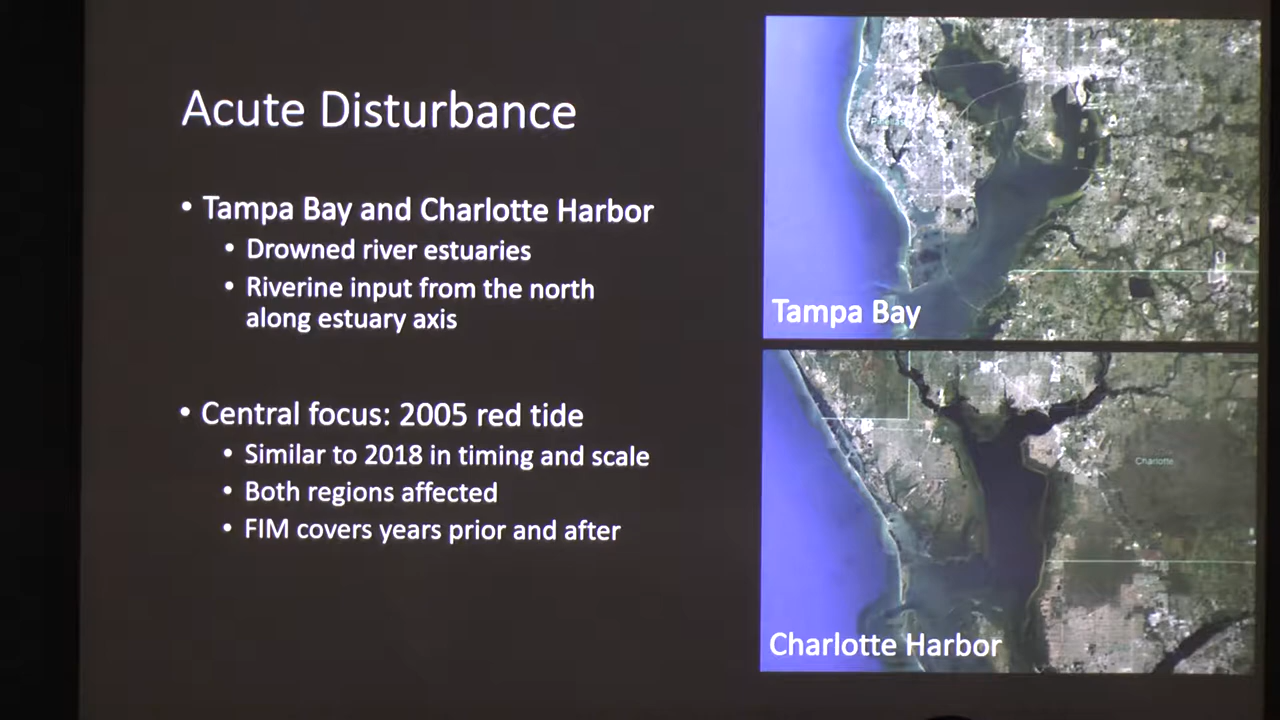 Acute Disturbance
• Tampa Bay and Charlotte Harbor
• Drowned river estuaries
• Riverine input from the north
along estuary axis
• Central focus: 2005 red tide
• Similar to 2018 in timing and scale
• Both regions affected
• FIM covers years prior and after
Tampa Bay
Charlotte
Charlotte Harbor